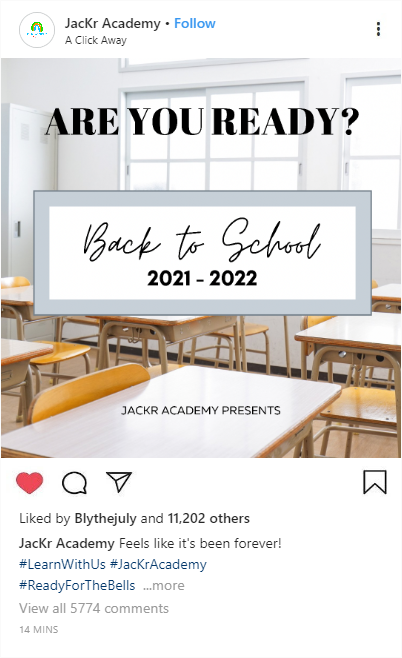 JacKr Academy • Follow
A Click Away
ARE YOU READY?
Back to School
2021 - 2022
JACKR ACADEMY PRESENTS
Liked by Blythejuly and 11,202 others
JacKr Academy Feels like it's been forever!
#LearnWithUs #JacKrAcademy
#ReadyForTheBells ...more
View all 5774 comments
14 MINS